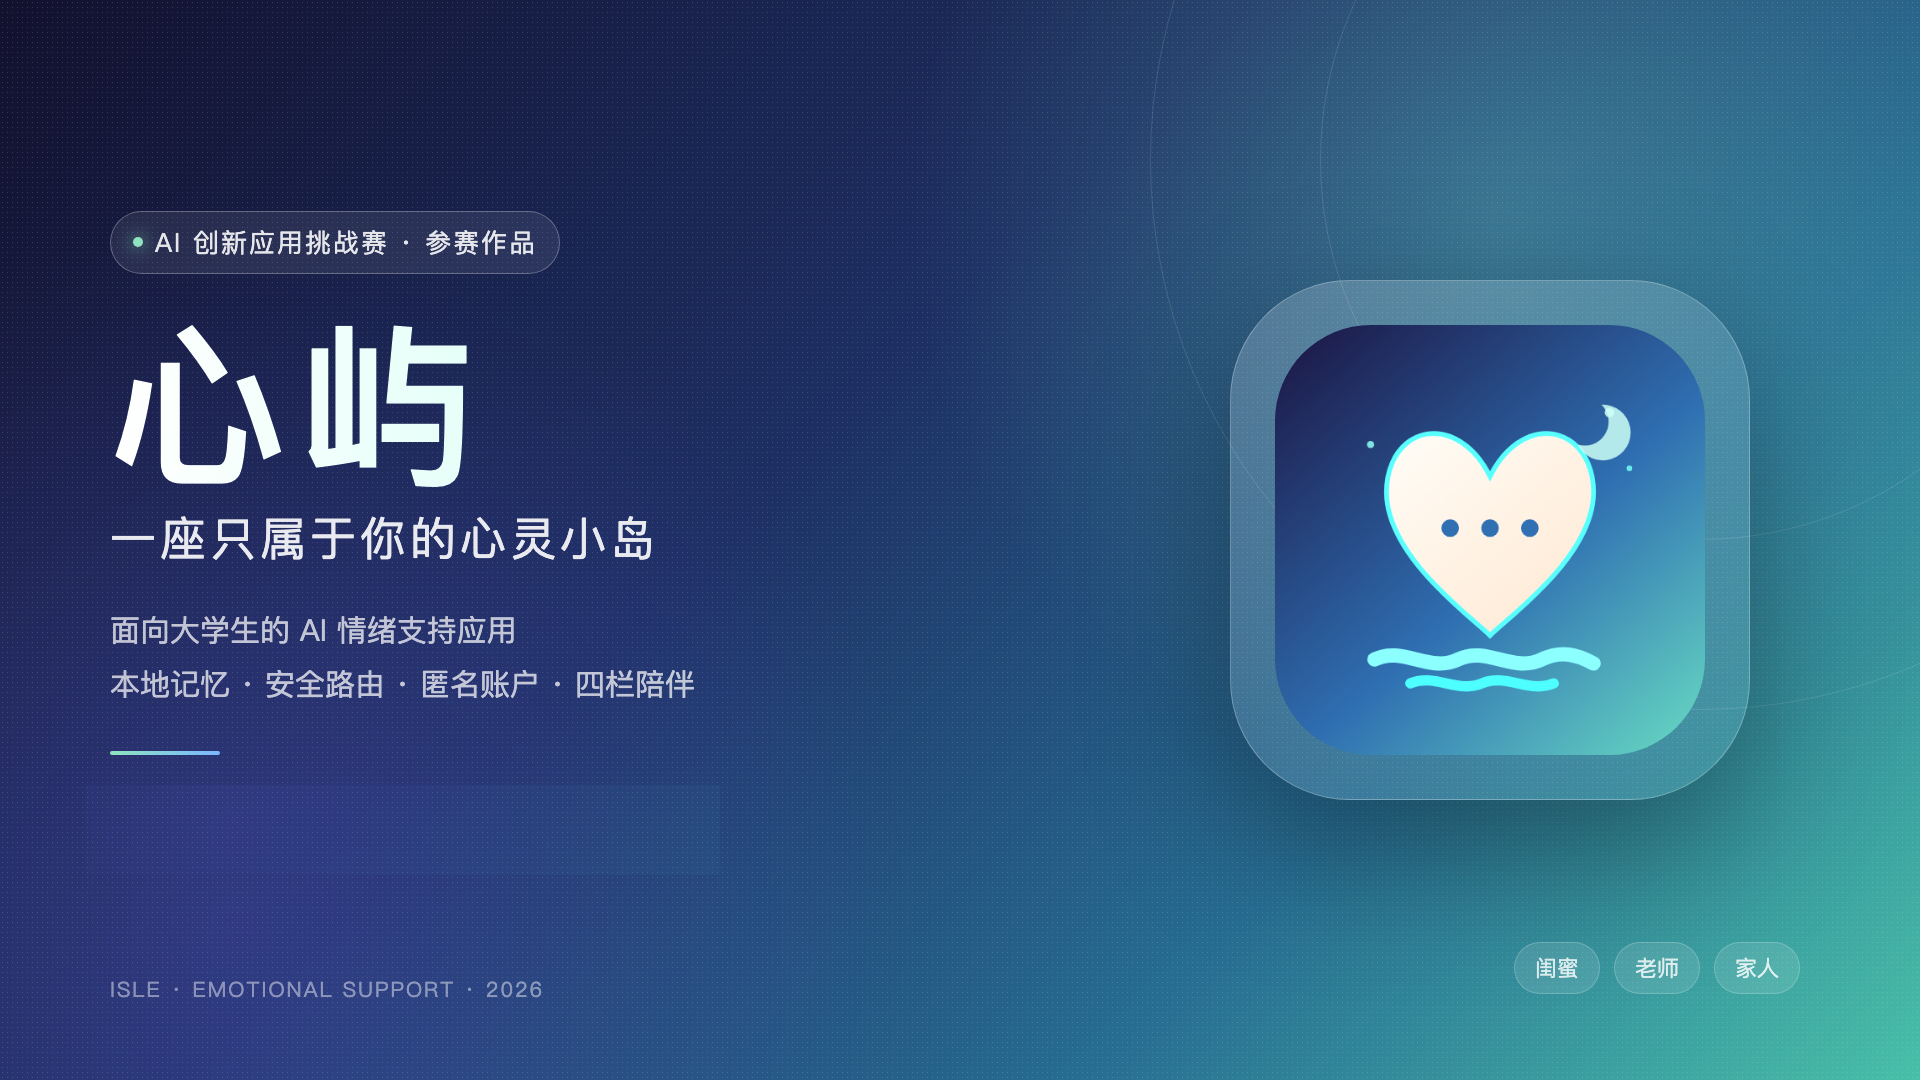 AI 创新应用挑战赛 · 参赛作品
心屿
一座只属于你的心灵小岛
面向大学生的 AI 情绪支持应用
本地记忆 · 安全路由 · 匿名账户 · 四栏陪伴
ISLE · EMOTIONAL SUPPORT · 2026
闺蜜
老师
家人